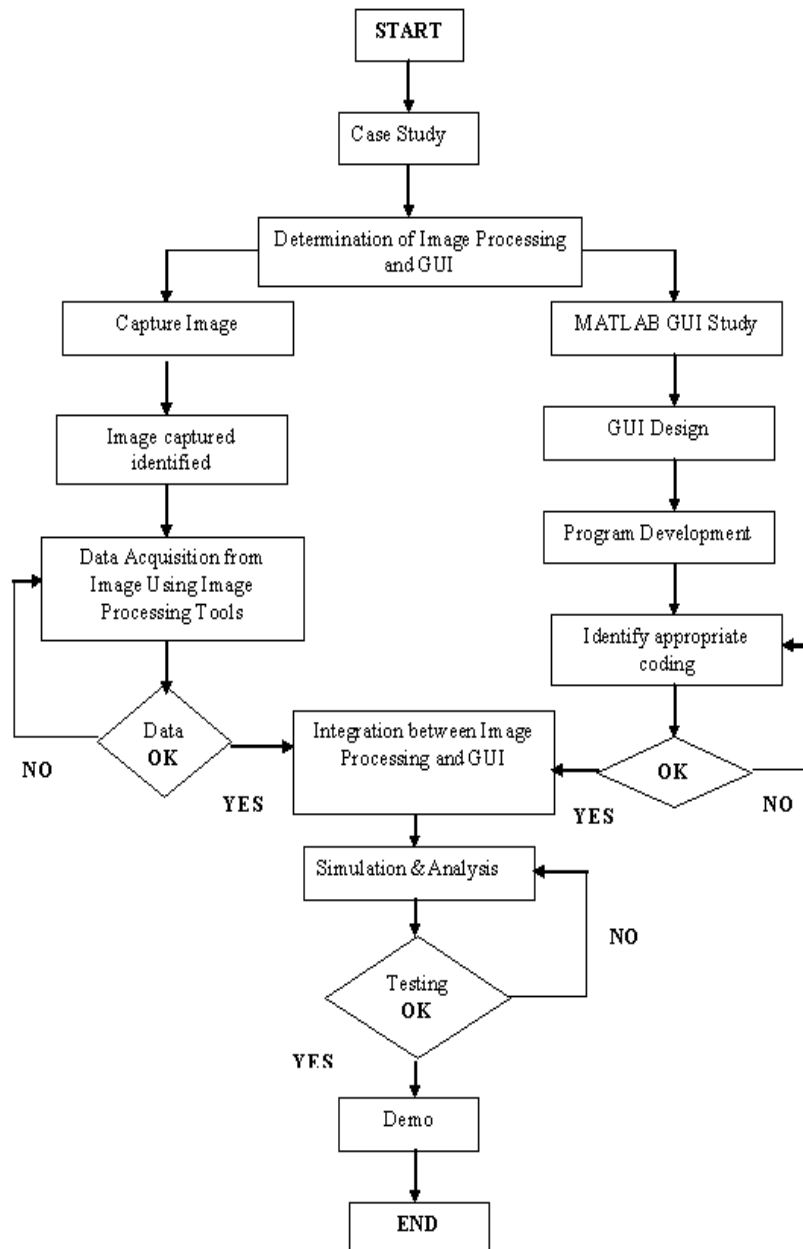 START
Case Study
Determination of Image Processing
and GUI
Capture Image
MATLAB GUI Study
Image captured
identified
GUI Design
Data Acquisition from
Image Using Image
Processing Tools
Program Development
Identify appropriate
coding
Data
OK
NO
YES
Integration between Image
Processing and GUI
OK
YES
NO
Simulation & Analysis
NO
Testing
OK
YES
Demo
END